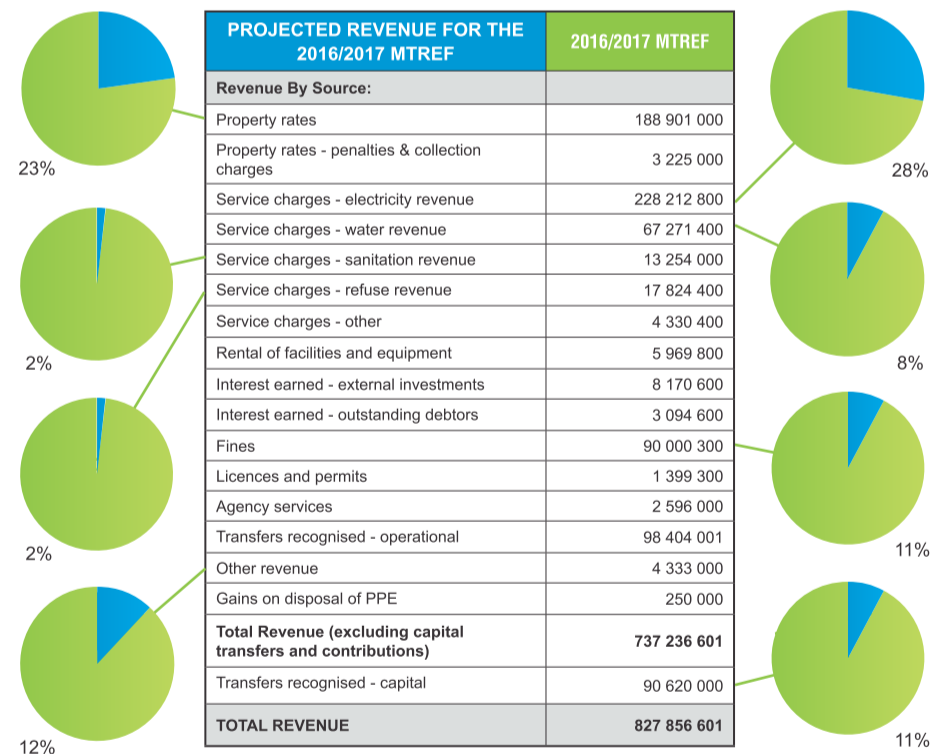 PROJECTED REVENUE FOR THE
2016/2017 MTREF
2016/2017 MTREF
Revenue By Source:
Property rates
188 901 000
Property rates - penalties & collection
charges
3 225 000
Service charges - electricity revenue
228 212 800
Service charges - water revenue
67 271 400
Service charges - sanitation revenue
13 254 000
Service charges - refuse revenue
17 824 400
Service charges - other
4 330 400
Rental of facilities and equipment
5 969 800
Interest earned - external investments
8 170 600
Interest earned - outstanding debtors
3 094 600
Fines
90 000 300
Licences and permits
1 399 300
Agency services
2 596 000
Transfers recognised - operational
98 404 001
Other revenue
4 333 000
Gains on disposal of PPE
250 000
Total Revenue (excluding capital
transfers and contributions)
737 236 601
Transfers recognised - capital
90 620 000
TOTAL REVENUE
827 856 601
23%
2%
2%
12%
28%
8%
11%
11%